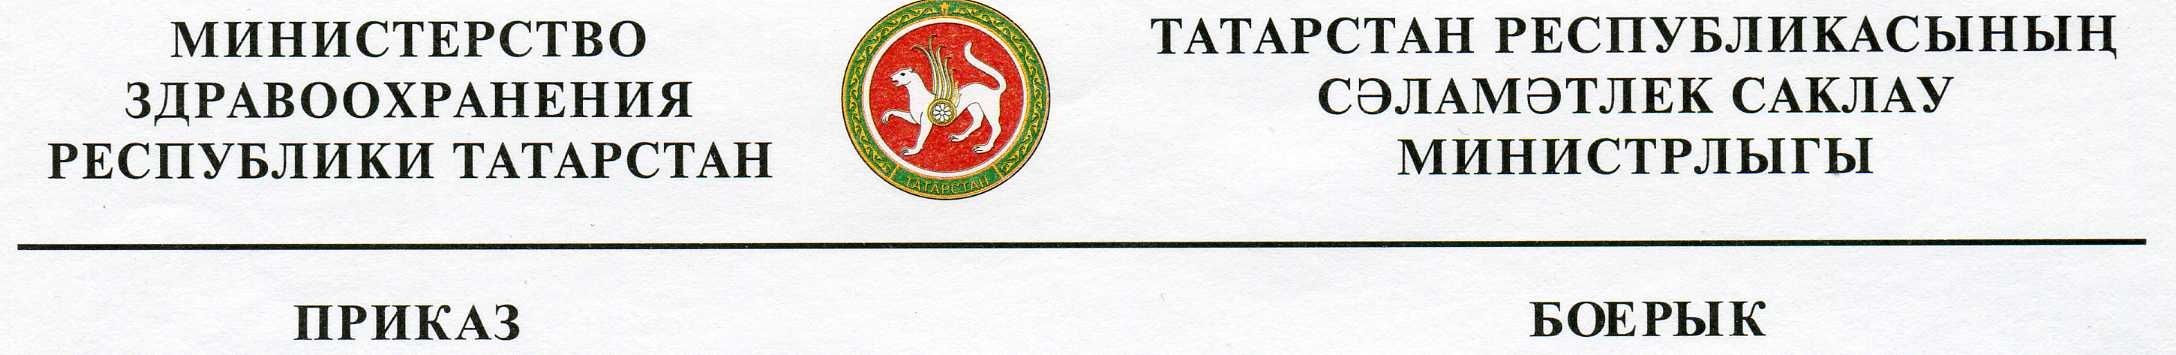 МИНИСТЕРСТВО
ЗДРАВООХРАНЕНИЯ
РЕСПУБЛИКИ ТАТАРСТАН
ТАТАРСТАН
ТАТАРСТАН РЕСПУБЛИКАСЫНЫҢ
СӘЛАМӘТЛЕК САКЛАУ
МИНИСТРЛЫГЫ
ПРИКАЗ
БОЕРЫК